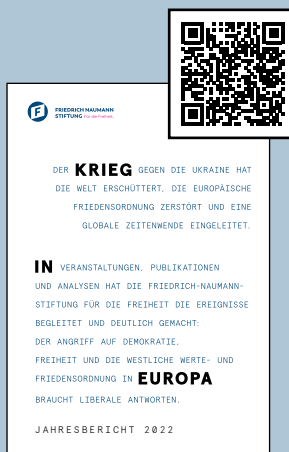 FRIEDRICH NAUMANN
STIFTUNG Für die Freiheit.
DER KRIEG GEGEN DIE UKRAINE HAT
DIE WELT ERSCHÜTTERT, DIE EUROPÄISCHE
FRIEDENSORDNUNG ZERSTÖRT UND EINE
GLOBALE ZEITENWENDE EINGELEITET.
IN VERANSTALTUNGEN, PUBLIKATIONEN
UND ANALYSEN HAT DIE FRIEDRICH-NAUMANN-
STIFTUNG FÜR DIE FREIHEIT DIE EREIGNISSE
BEGLEITET UND DEUTLICH GEMACHT:
DER ANGRIFF AUF DEMOKRATIE,
FREIHEIT UND DIE WESTLICHE WERTE- UND
FRIEDENSORDNUNG IN EUROPA
BRAUCHT LIBERALE ANTWORTEN.
JAHRESBERICHT 2022